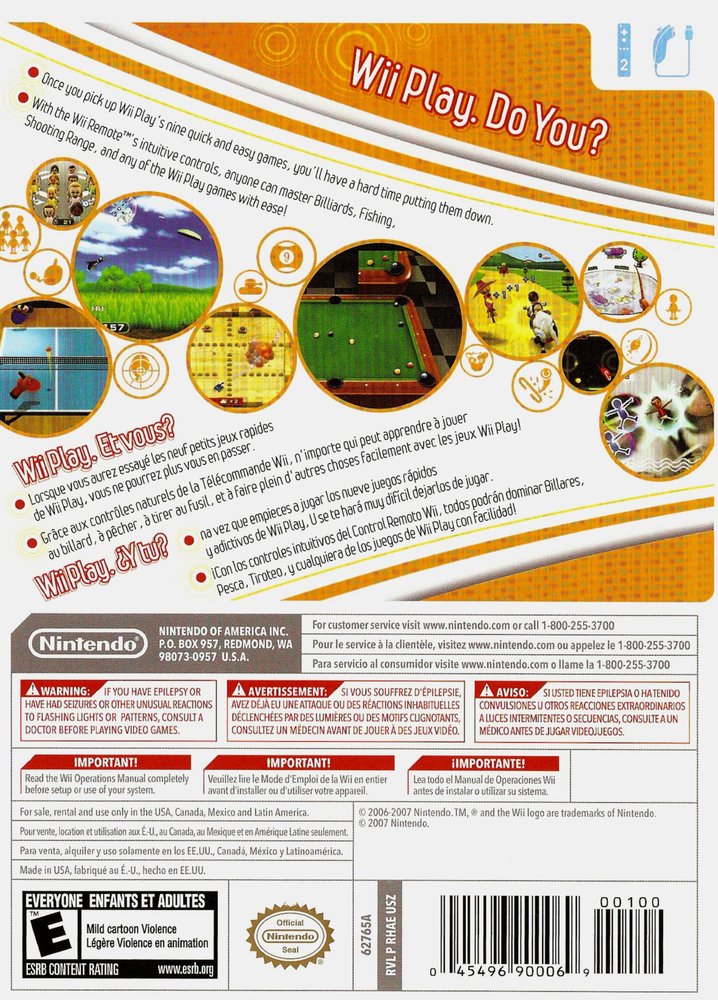 2
Wii Play. Do You?
Once you pick up Wii Play's nine quick and easy games, you'll have a hard time putting them down.
With the Wii Remote™'s intuitive controls, anyone can master Billiards, Fishing,
Shooting Range, and any of the Wii Play games with ease!
21
9
57
Wii Play. Et vous?
Lorsque vous aurez essayé les neuf petits jeux rapides
de Wii Play, vous ne pourrez plus vous en passer.
Grâce aux contrôles naturels de la Télécommande Wii, n'importe qui peut apprendre à jouer
au billard, à pêcher, à tirer au fusil, et à faire plein d'autres choses facilement avec les jeux Wii Play!
Wii Play. ¿Y tu?
na vez que empieces a jugar los nueve juegos rápidos
y adictivos de Wii Play, U se te hará muy difícil dejarlos de jugar.
¡Con los controles intuitivos del Control Remoto Wii, todos podrán dominar Billares,
Pesca, Tiroteo, y cualquiera de los juegos de Wii Play con facilidad!
Nintendo®
NINTENDO OF AMERICA INC.
P.O. BOX 957, REDMOND, WA
98073-0957 U.S.A.
For customer service visit www.nintendo.com or call 1-800-255-3700
Pour le service à la clientèle, visitez www.nintendo.com ou appelez le 1-800-255-3700
Para servicio al consumidor visite www.nintendo.com o llame la 1-800-255-3700
WARNING: IF YOU HAVE EPILEPSY OR
HAVE HAD SEIZURES OR OTHER UNUSUAL REACTIONS
TO FLASHING LIGHTS OR PATTERNS, CONSULT A
DOCTOR BEFORE PLAYING VIDEO GAMES.
AVERTISSEMENT: SI VOUS SOUFFREZ D'ÉPILEPSIE,
AVEZ DÉJÀ EU UNE ATTAQUE OU DES RÉACTIONS INHABITUELLES
DÉCLENCHÉES PAR DES LUMIÈRES OU DES MOTIFS CLIGNOTANTS,
CONSULTEZ UN MÉDECIN AVANT DE JOUER À DES JEUX VIDÉO.
AVISO: SI USTED TIENE EPILEPSIA O HA TENIDO
CONVULSIONES U OTROS REACCIONES EXTRAORDINARIOS
A LUCES INTERMITENTES O SECUENCIAS, CONSULTE A UN
MÉDICO ANTES DE JUGAR VIDEOJUEGOS.
IMPORTANT!
Read the Wii Operations Manual completely
before setup or use of your system.
IMPORTANT!
Veuillez lire le Mode d'Emploi de la Wii en entier
avant d'installer ou d'utiliser votre appareil.
¡IMPORTANTE!
Lea todo el Manual de Operaciones Wii
antes de instalar o utilizar su sistema.
For sale, rental and use only in the USA, Canada, Mexico and Latin America.
Pour vente, location et utilisation aux É.-U., au Canada, au Mexique et en Amérique Latine seulement.
Para venta, alquiler y uso solamente en los EE.UU., Canadá, México y Latinoamérica.
Made in USA, fabriqué au É.-U., hecho en EE.UU.
© 2006-2007 Nintendo.TM, ® and the Wii logo are trademarks of Nintendo.
© 2007 Nintendo.
EVERYONE ENFANTS ET ADULTES
E
TM
Mild cartoon Violence
Légère Violence en animation
ESRB CONTENT RATING www.esrb.org
Official
Nintendo
Seal
62765A
RVL P RHAE USZ
00100
0 45496 90006 9